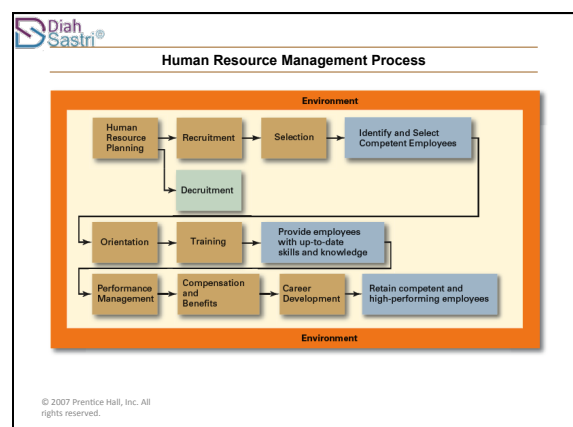 Diah
Sastri®
Human Resource Management Process
Environment
Human
Resource
Planning
Recruitment
Selection
Identify and Select
Competent Employees
Decruitment
Orientation
Training
Provide employees
with up-to-date
skills and knowledge
Performance
Management
Compensation
and
Benefits
Career
Development
Retain competent and
high-performing employees
Environment
© 2007 Prentice Hall, Inc. All
rights reserved.